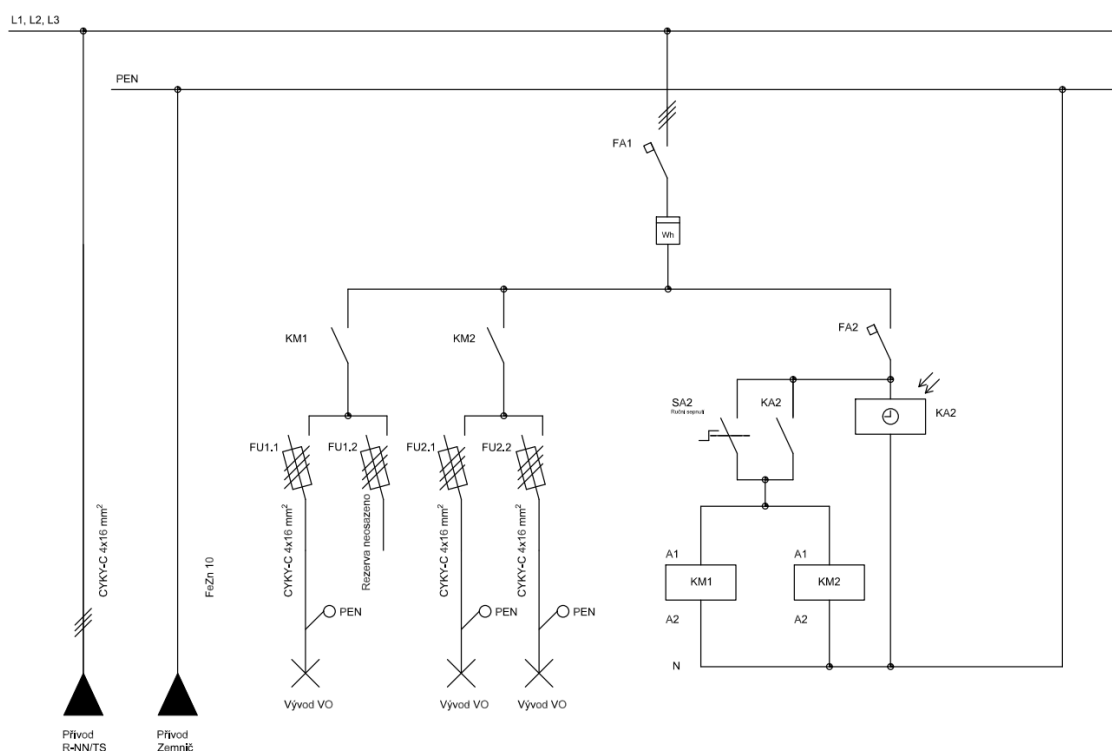 L1, L2, L3
PEN
FA1
Wh
KM1
KM2
FA2
SA2
Ruční sepnutí
KA2
KA2
FU1.1
FU1.2
FU2.1
FU2.2
CYKY-C 4x16 mm²
FeZn 10
CYKY-C 4x16 mm²
Rezerva neosazeno
CYKY-C 4x16 mm²
CYKY-C 4x16 mm²
A1
KM1
A2
A1
KM2
A2
PEN
PEN
PEN
N
Vývod VO
Vývod VO
Vývod VO
Přívod
R-NN/TS
Přívod
Zemnič